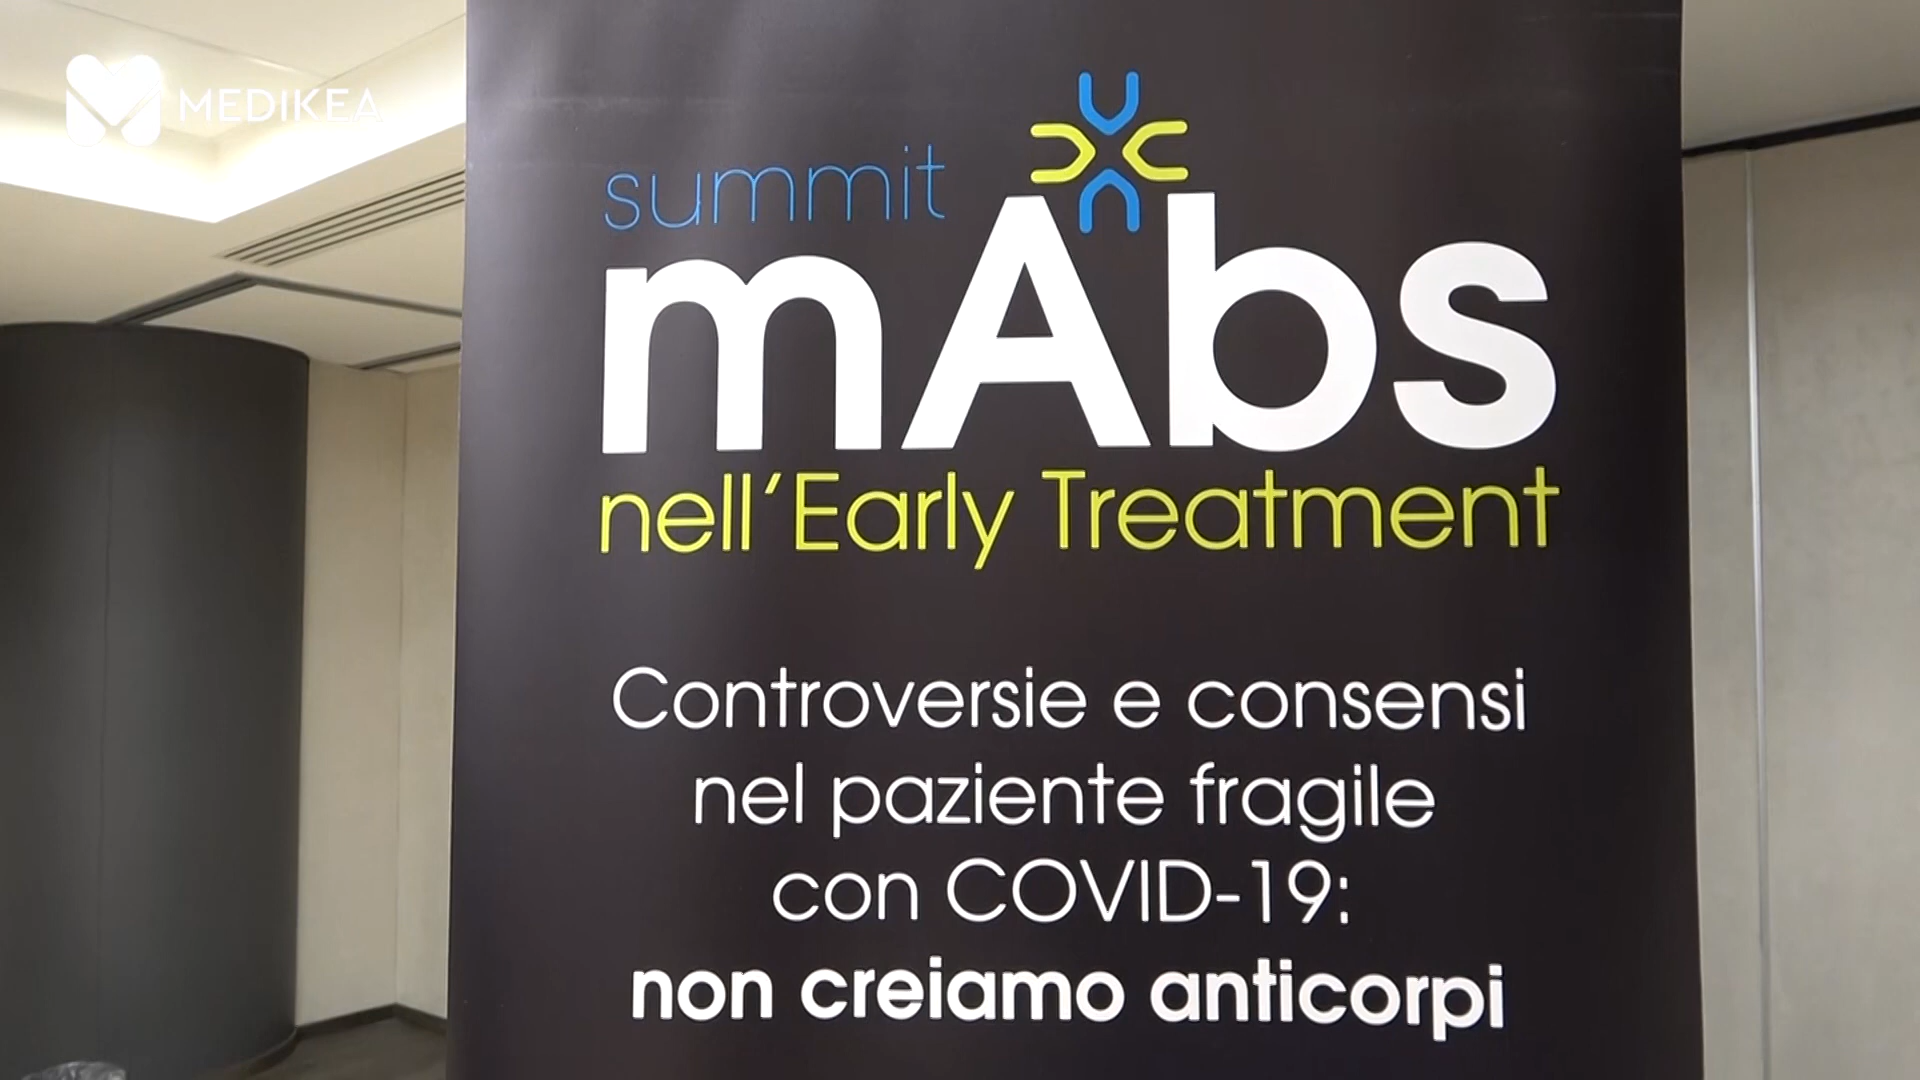 MEDIKEA
summit
mAbs
nell'Early Treatment
Controversie e consensi
nel paziente fragile
con COVID-19:
non creiamo anticorpi